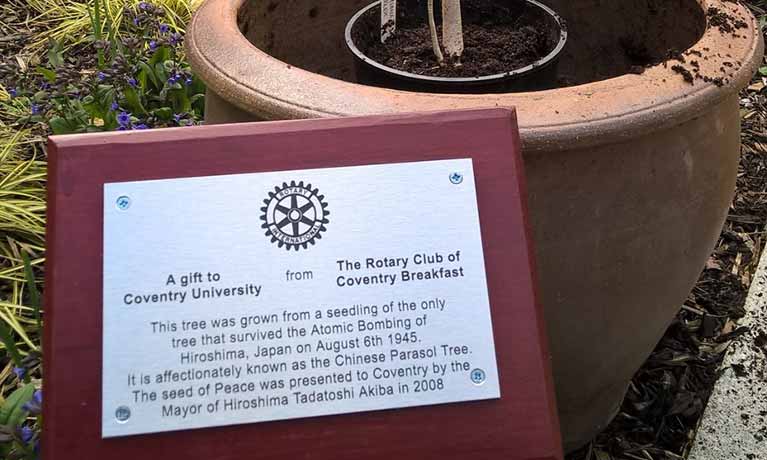 ROTARY
INTERNATIONAL
A gift to
Coventry University
from
The Rotary Club of
Coventry Breakfast
This tree was grown from a seedling of the only
tree that survived the Atomic Bombing of
Hiroshima, Japan on August 6th 1945.
It is affectionately known as the Chinese Parasol Tree.
The seed of Peace was presented to Coventry by the
Mayor of Hiroshima Tadatoshi Akiba in 2008